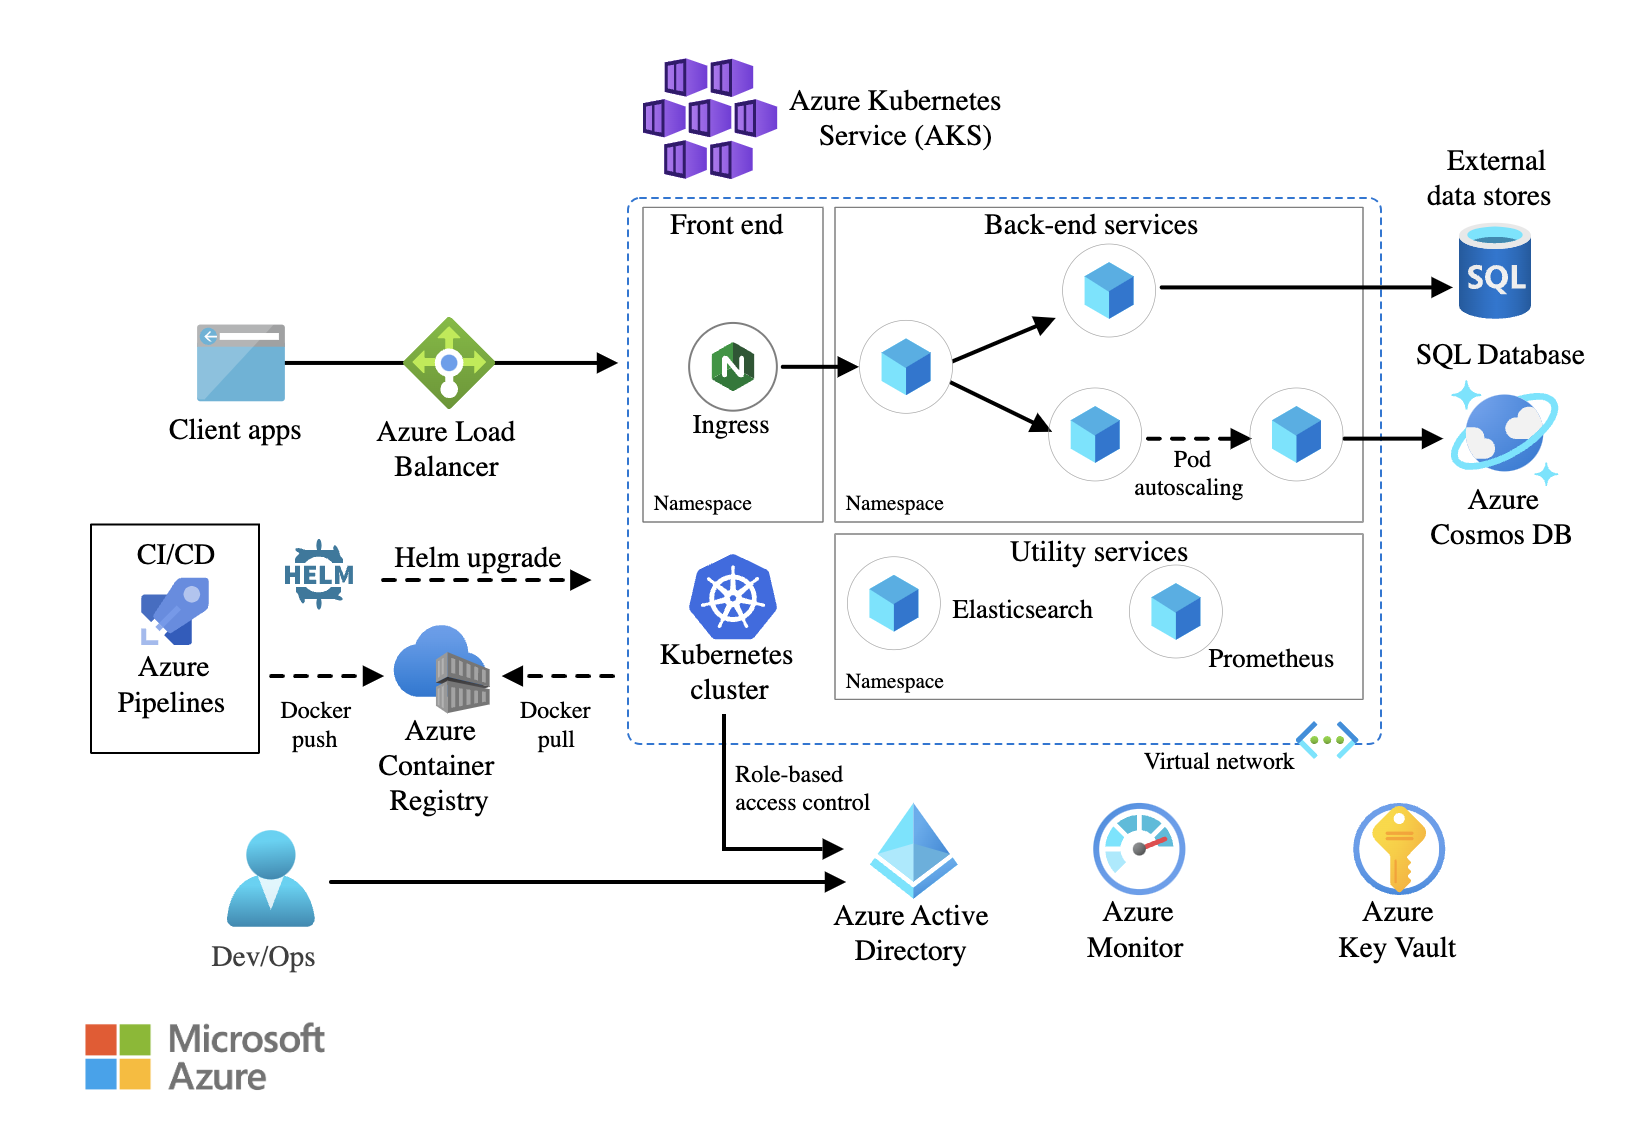 Azure Kubernetes
Service (AKS)
External
data stores
Front end
Back-end services
SQL
SQL Database
Client apps
Azure Load
Balancer
N
Ingress
Pod
autoscaling
Namespace
Namespace
Azure
Cosmos DB
CI/CD
HELM
Helm upgrade
Utility services
Elasticsearch
Prometheus
Kubernetes
cluster
Namespace
Azure
Pipelines
Docker
push
Docker
pull
Azure
Container
Registry
Virtual network
Role-based
access control
Dev/Ops
Azure Active
Directory
Azure
Monitor
Azure
Key Vault
Microsoft
Azure